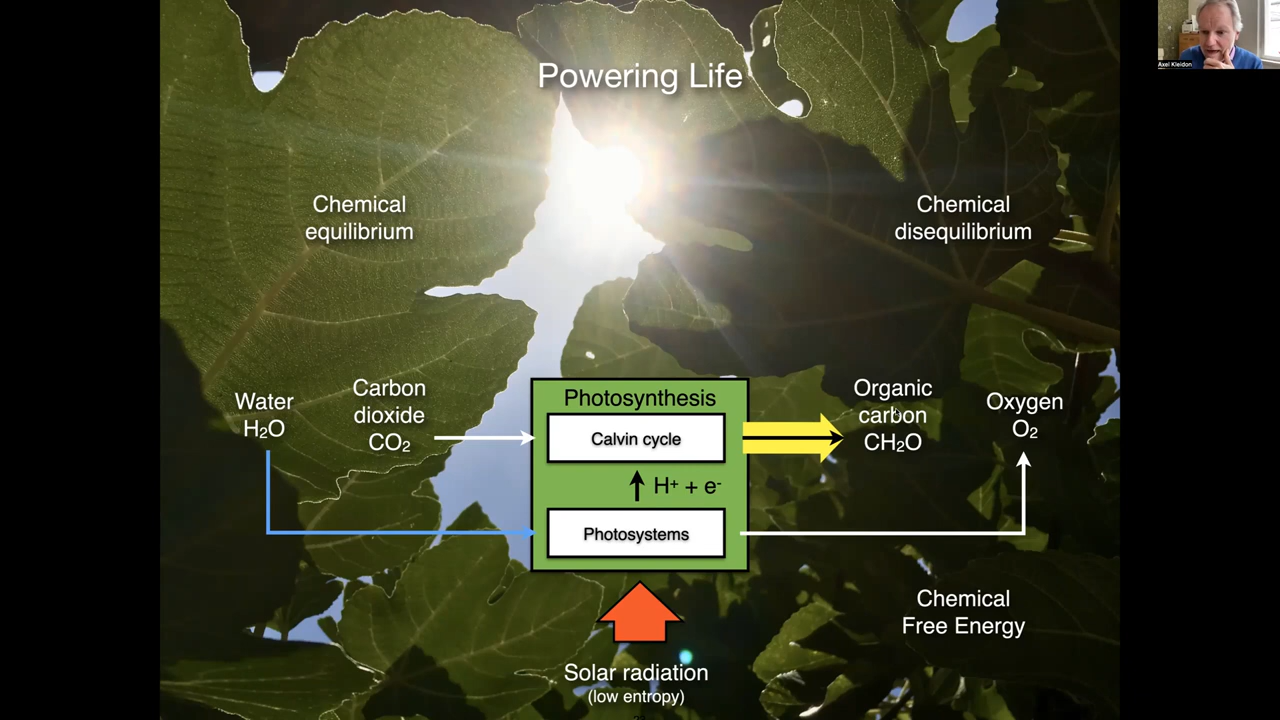 Powering Life
Axel Kleidon
Chemical
equilibrium
Chemical
disequilibrium
Water
H₂O
Carbon
dioxide
CO₂
Photosynthesis
Calvin cycle
H⁺ + e⁻
Photosystems
Organic
carbon
CH₂O
Oxygen
O₂
Chemical
Free Energy
Solar radiation
(low entropy)